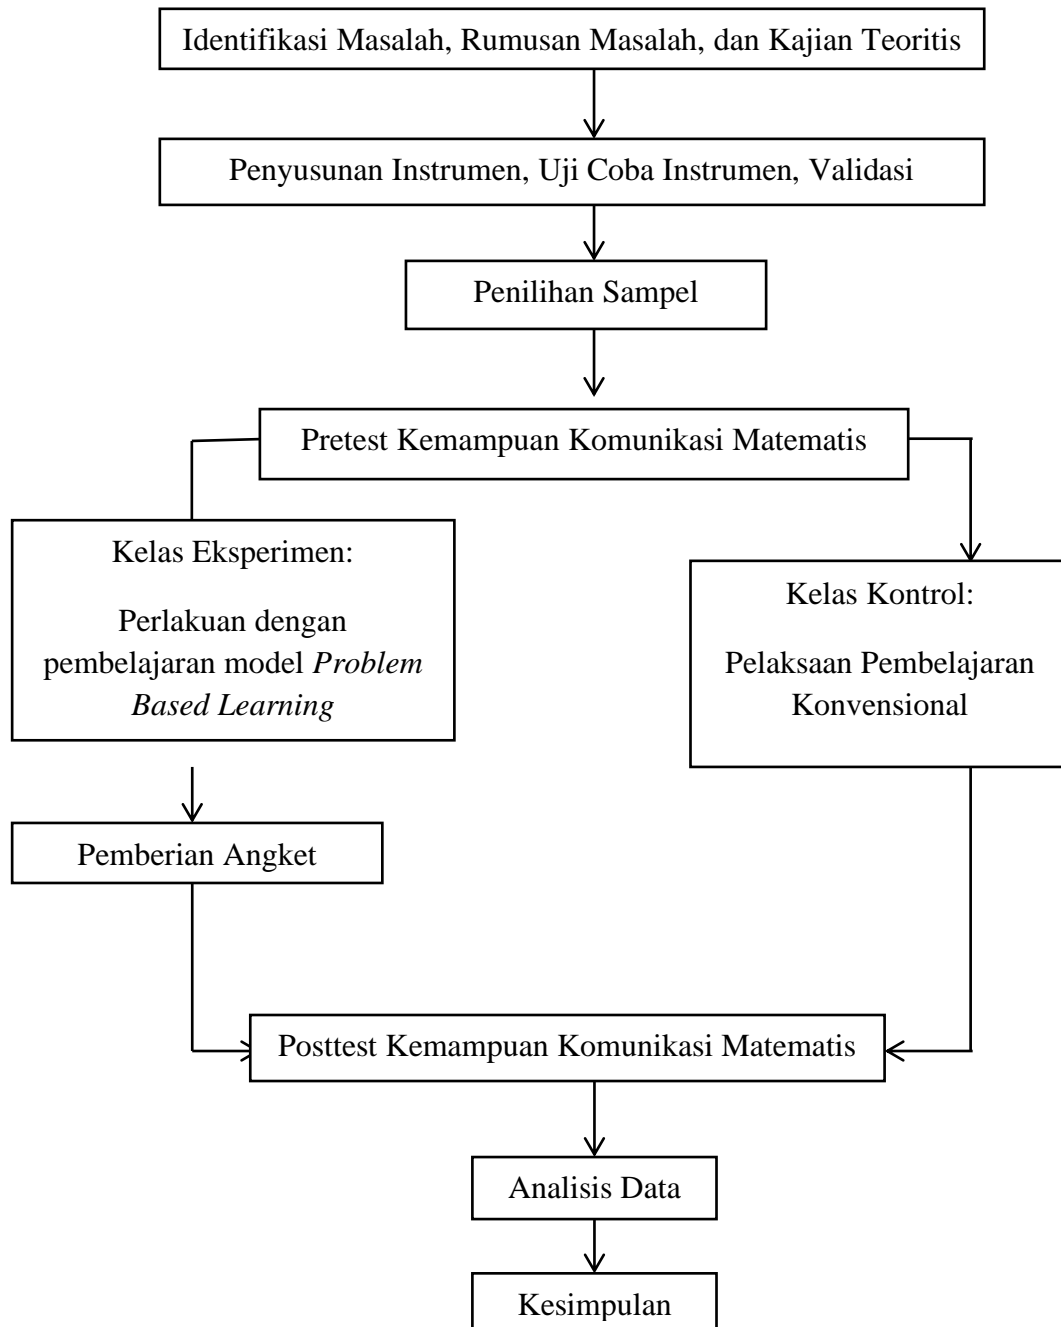 Identifikasi Masalah, Rumusan Masalah, dan Kajian Teoritis
Penyusunan Instrumen, Uji Coba Instrumen, Validasi
Penilihan Sampel
Pretest Kemampuan Komunikasi Matematis
Kelas Eksperimen:
Perlakuan dengan
pembelajaran model Problem
Based Learning
Kelas Kontrol:
Pelaksaan Pembelajaran
Konvensional
Pemberian Angket
Posttest Kemampuan Komunikasi Matematis
Analisis Data
Kesimpulan